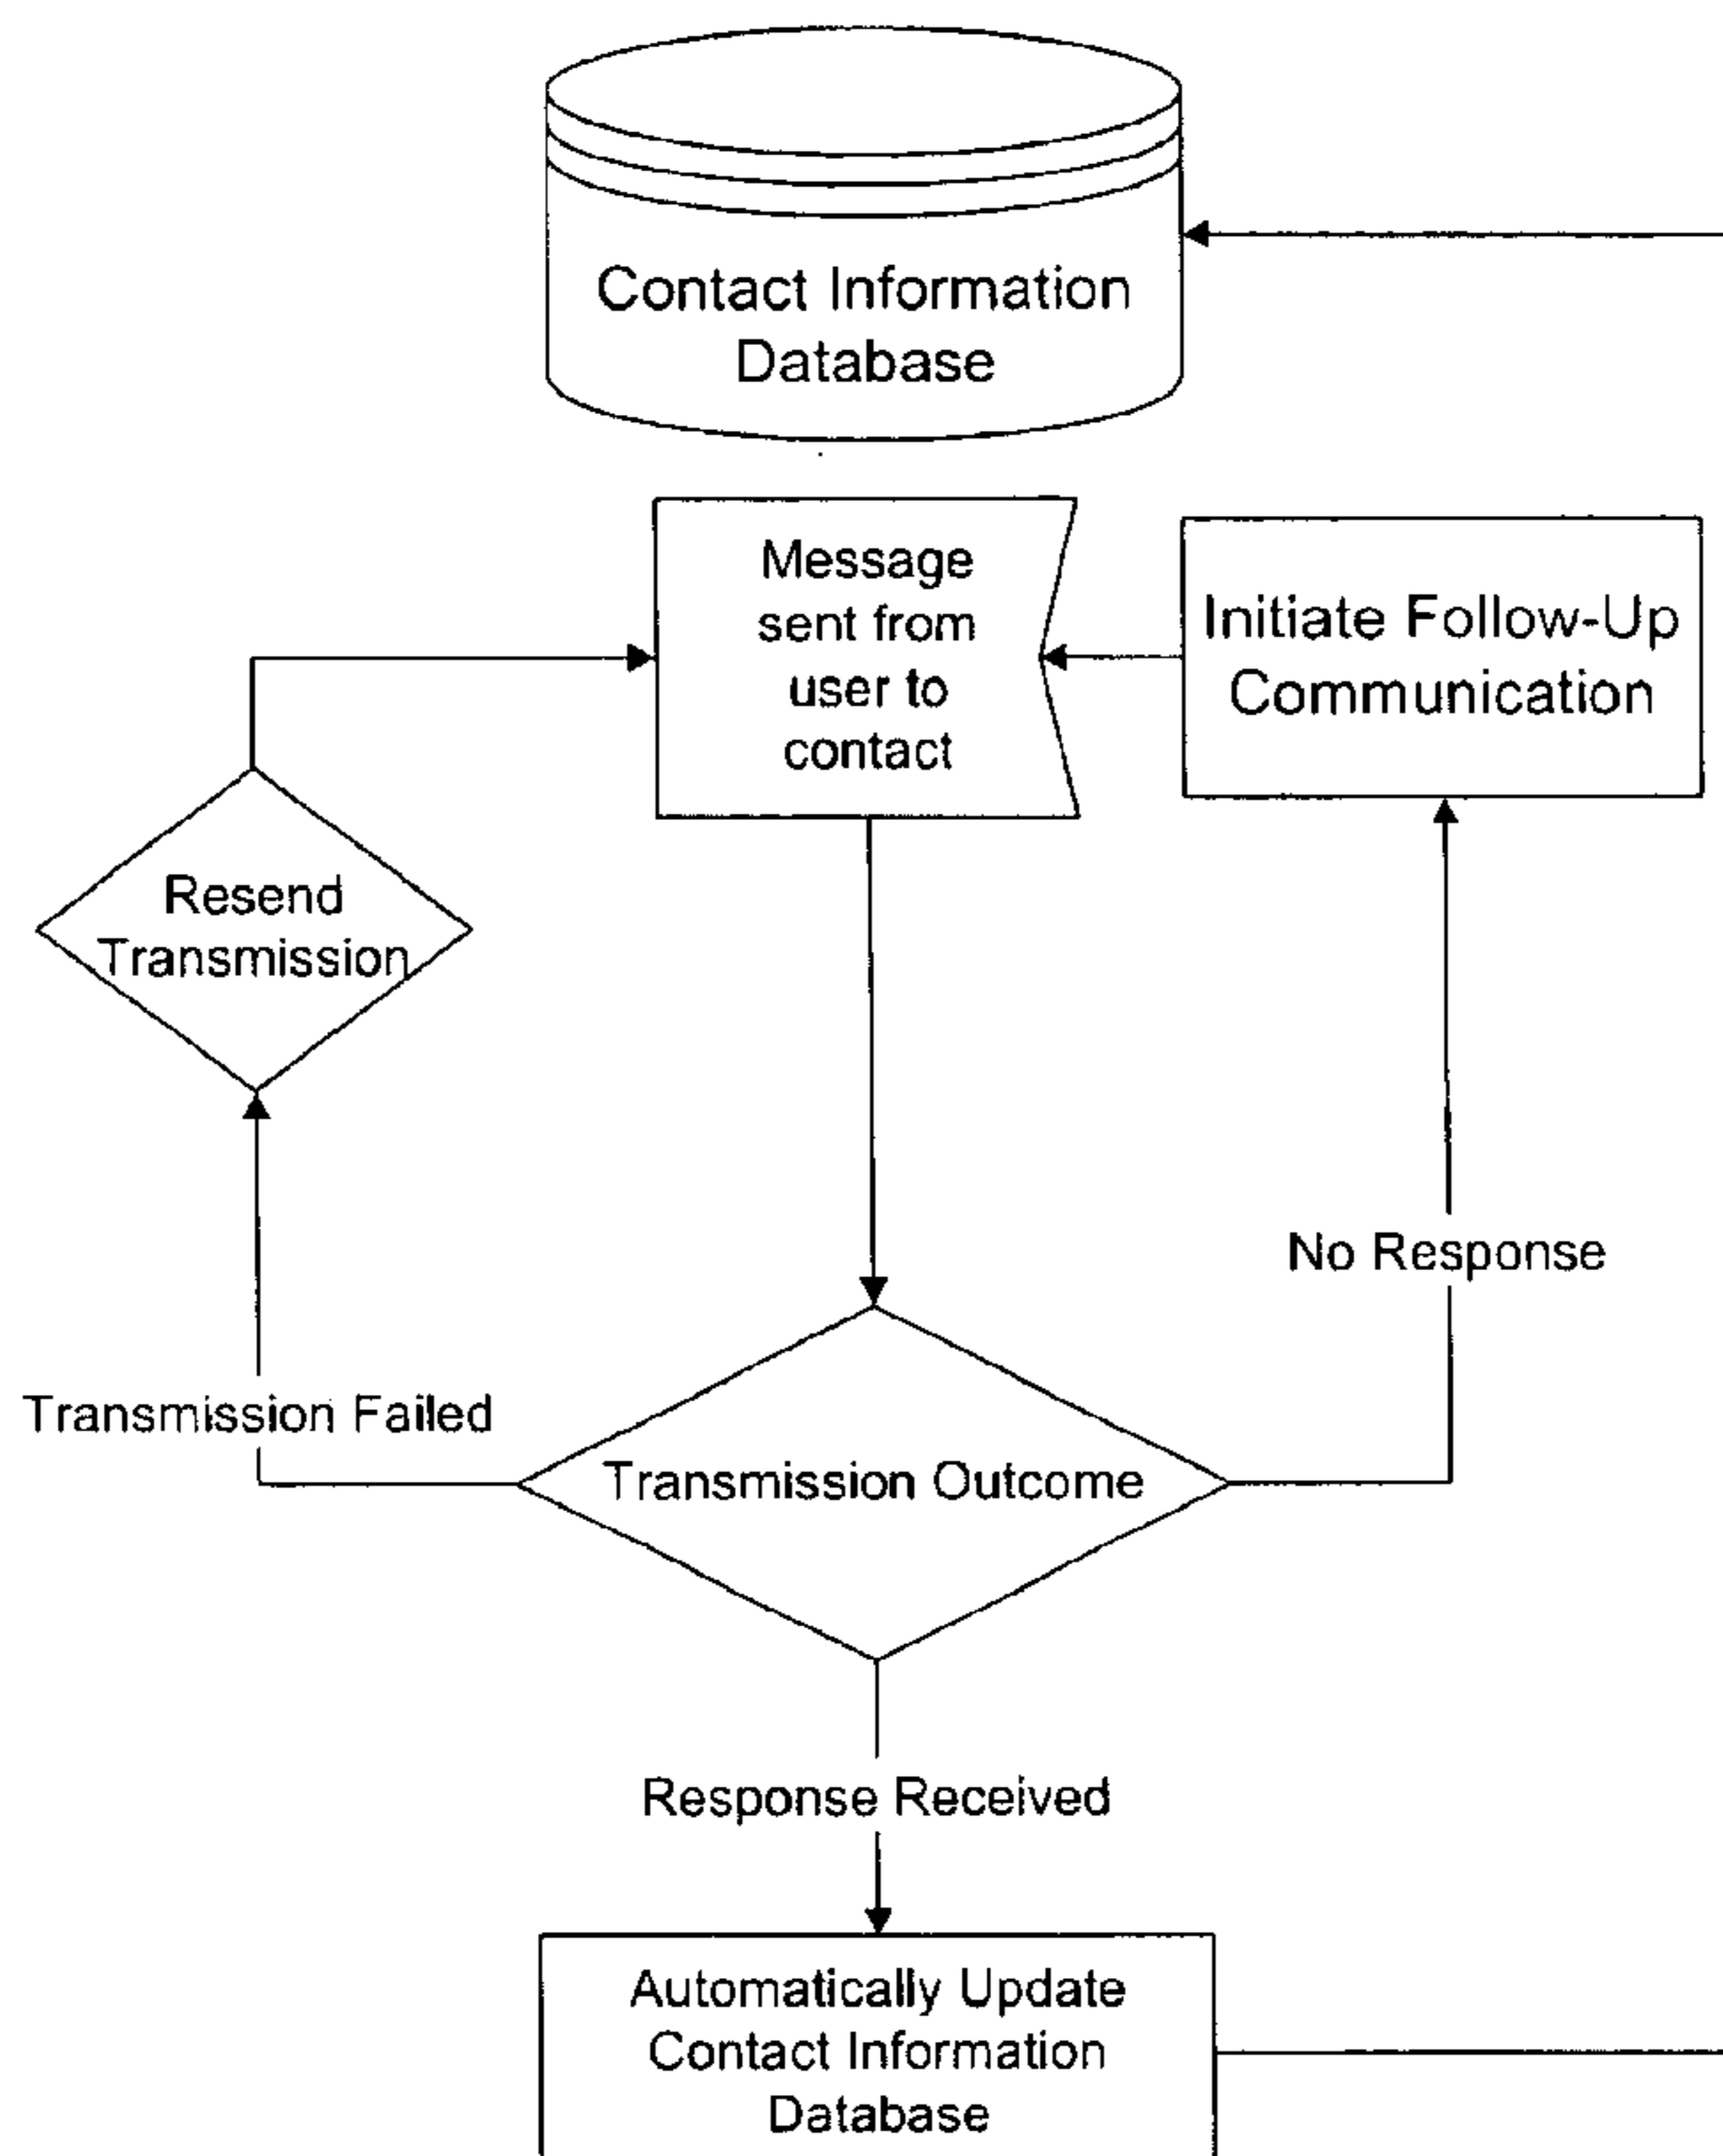 Contact Information
Database
Message
sent from
user to
contact
Initiate Follow-Up
Communication
Resend
Transmission
No Response
Transmission Failed
Transmission Outcome
Response Received
Automatically Update
Contact Information
Database